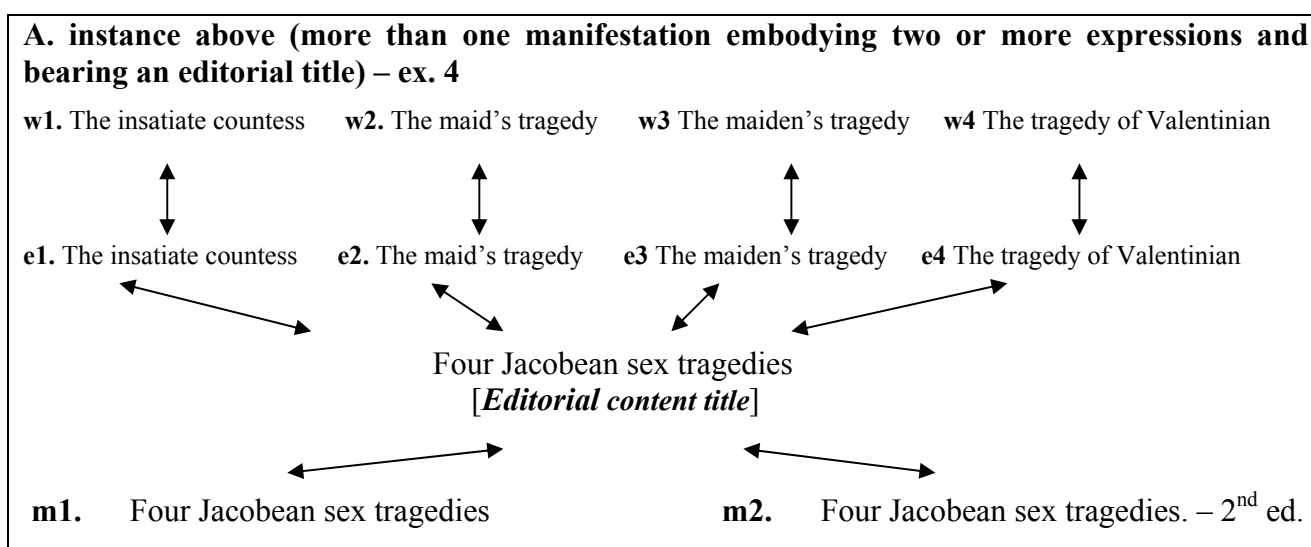 A. instance above (more than one manifestation embodying two or more expressions and
bearing an editorial title) – ex. 4
w1. The insatiate countess w2. The maid’s tragedy w3 The maiden’s tragedy w4 The tragedy of Valentinian
e1. The insatiate countess e2. The maid’s tragedy e3 The maiden’s tragedy e4 The tragedy of Valentinian
Four Jacobean sex tragedies
[Editorial content title]
m1. Four Jacobean sex tragedies m2. Four Jacobean sex tragedies. – 2nd ed.